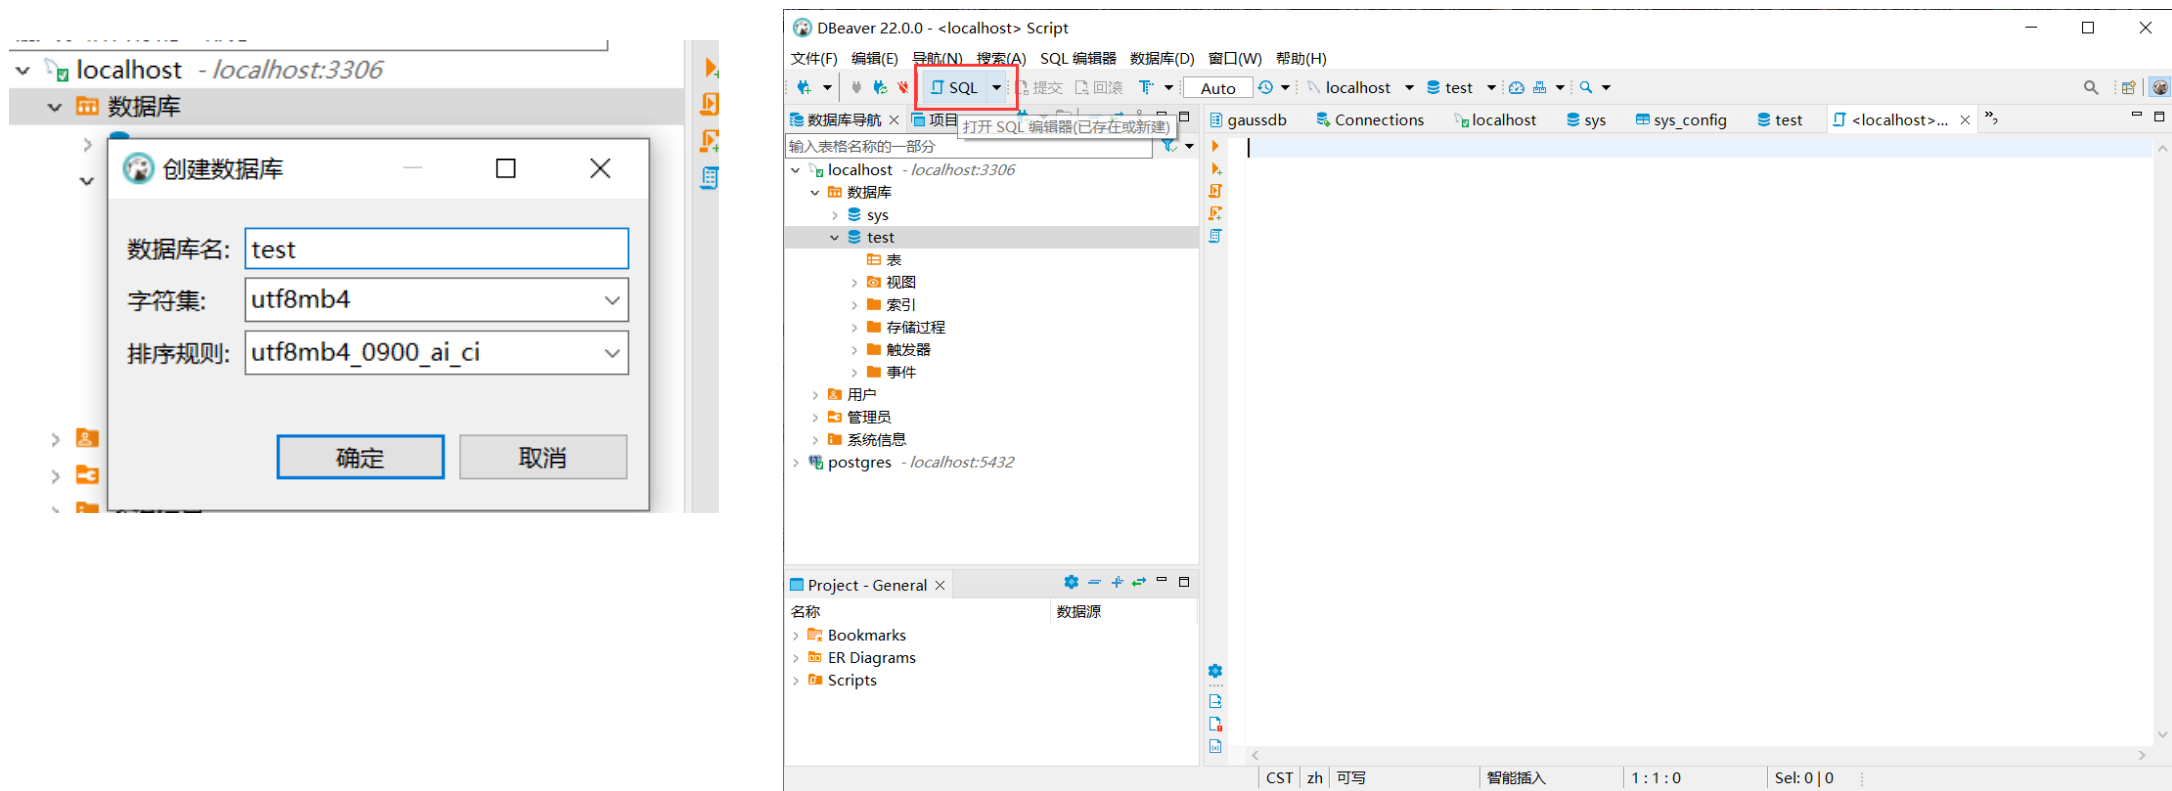 localhost - localhost:3306
数据库
创建数据库
数据库名: test
字符集: utf8mb4
排序规则: utf8mb4_0900_ai_ci
确定 取消
DBeaver 22.0.0 - <localhost> Script
文件(F) 编辑(E) 导航(N) 搜索(A) SQL 编辑器 数据库(D) 窗口(W) 帮助(H)
SQL 提交 回滚 Auto localhost test
数据库导航 项目
打开 SQL 编辑器(已存在或新建)
gaussdb Connections localhost sys sys_config test <localhost>...
输入表格名称的一部分
localhost - localhost:3306
数据库
sys
test
表
视图
索引
存储过程
触发器
事件
用户
管理员
系统信息
postgres - localhost:5432
Project - General
名称 数据源
Bookmarks
ER Diagrams
Scripts
CST zh 可写 智能插入 1 : 1 : 0 Sel: 0 | 0